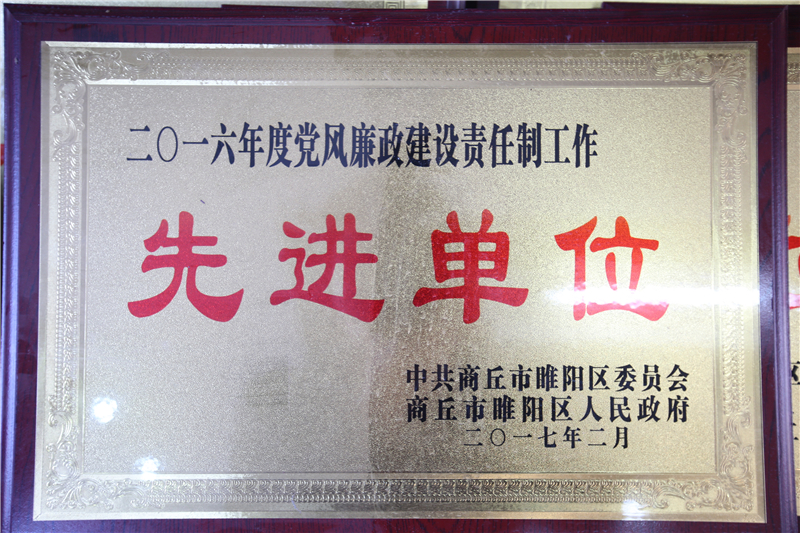 二〇一六年度党风廉政建设责任制工作
先进单位
中共商丘市睢阳区委员会
商丘市睢阳区人民政府
二〇一七年二月